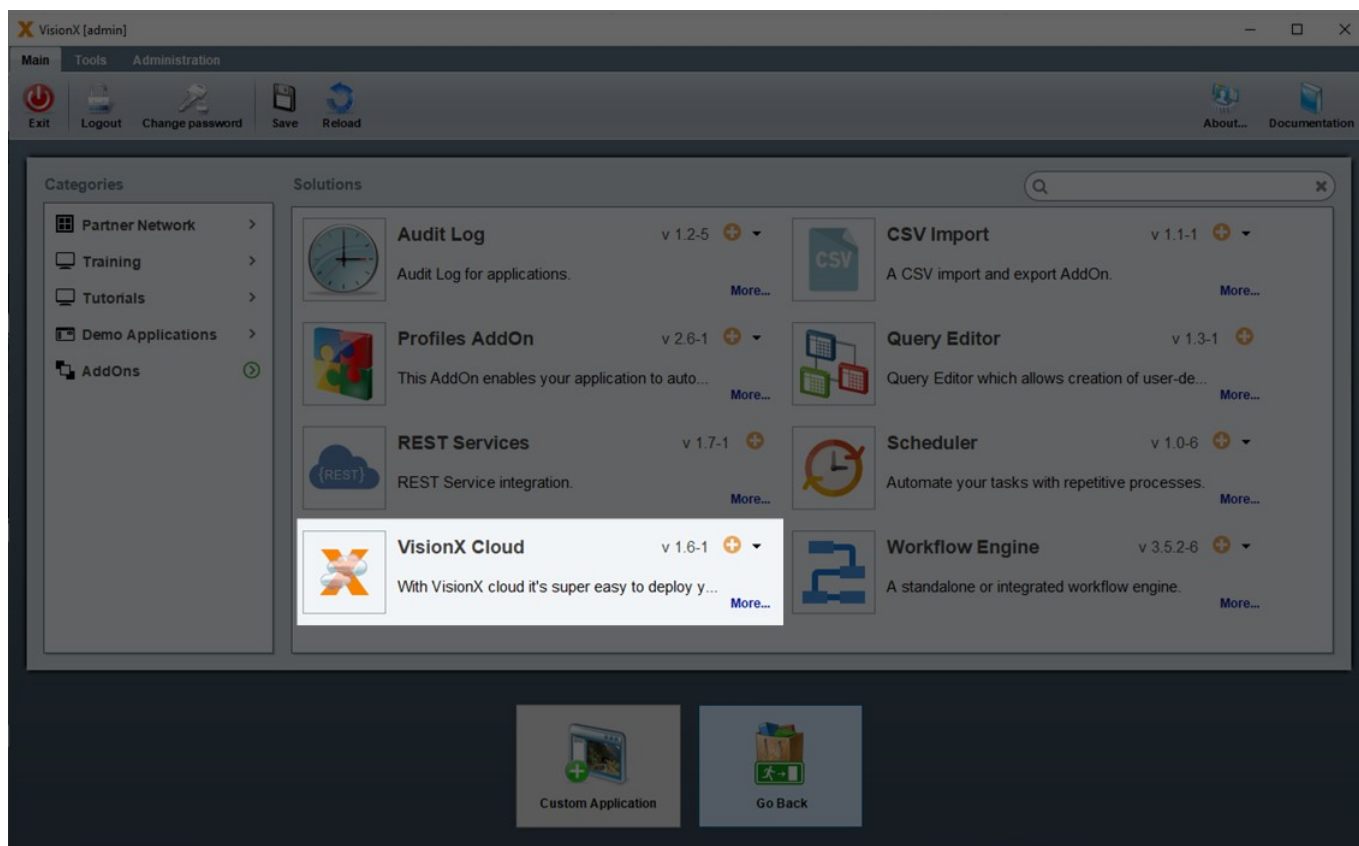 VisionX [admin]
Main Tools Administration
Exit Logout Change password Save Reload About... Documentation
Categories
Solutions
Partner Network
Training
Tutorials
Demo Applications
AddOns
Audit Log v 1.2-5
Audit Log for applications.
More...
CSV
CSV Import v 1.1-1
A CSV import and export AddOn.
More...
Profiles AddOn v 2.6-1
This AddOn enables your application to auto...
More...
Query Editor v 1.3-1
Query Editor which allows creation of user-de...
More...
{REST}
REST Services v 1.7-1
REST Service integration.
More...
Scheduler v 1.0-6
Automate your tasks with repetitive processes.
More...
VisionX Cloud v 1.6-1
With VisionX cloud it's super easy to deploy y...
More...
Workflow Engine v 3.5.2-6
A standalone or integrated workflow engine.
More...
Custom Application
Go Back